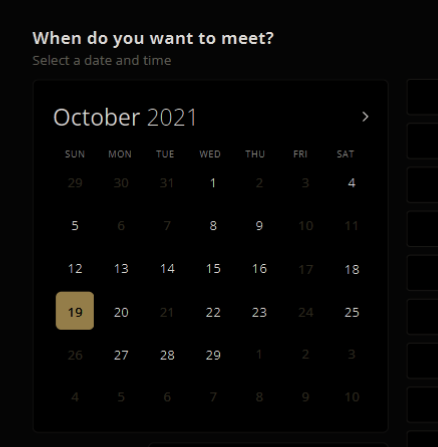 When do you want to meet?
Select a date and time
October 2021 >
SUN MON TUE WED THU FRI SAT
29 30 31 1 2 3 4
5 6 7 8 9 10 11
12 13 14 15 16 17 18
19 20 21 22 23 24 25
26 27 28 29 1 2 3
4 5 6 7 8 9 10